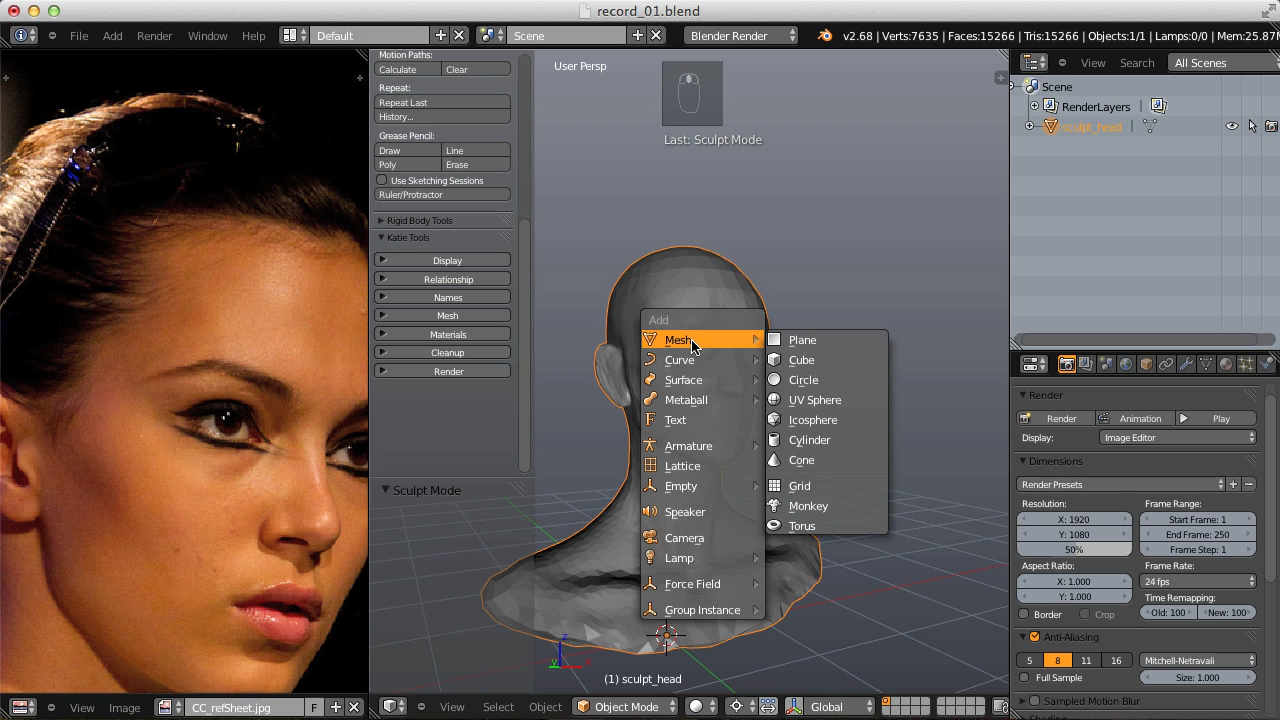 record_01.blend
File Add Render Window Help Default Scene Blender Render v2.68 | Verts:7635 | Faces:15266 | Tris:15266 | Objects:1/1 | Lamps:0/0 | Mem:25.87M
Motion Paths:
Calculate Clear
Repeat:
Repeat Last
History...
Grease Pencil:
Draw Line
Poly Erase
Use Sketching Sessions
Ruler/Protractor
Rigid Body Tools
Katie Tools
Display
Relationship
Names
Mesh
Materials
Cleanup
Render
Sculpt Mode
User Persp
Last: Sculpt Mode
Add
Mesh
Curve
Surface
Metaball
Text
Armature
Lattice
Empty
Speaker
Camera
Lamp
Force Field
Group Instance
Plane
Cube
Circle
UV Sphere
Icosphere
Cylinder
Cone
Grid
Monkey
Torus
z
y x
(1) sculpt_head
View Search All Scenes
Scene
RenderLayers |
sculpt_head |
Render
Render Animation Play
Display: Image Editor
Dimensions
Render Presets
Resolution: Frame Range:
X: 1920 Start Frame: 1
Y: 1080 End Frame: 250
50% Frame Step: 1
Aspect Ratio: Frame Rate:
X: 1.000 24 fps
Y: 1.000 Time Remapping:
Border Crop Old: 100 New: 100
Anti-Aliasing
5 8 11 16 Mitchell-Netravali
Full Sample Size: 1.000
Sampled Motion Blur
View Image CC_refSheet.jpg F
View Select Object Object Mode Global